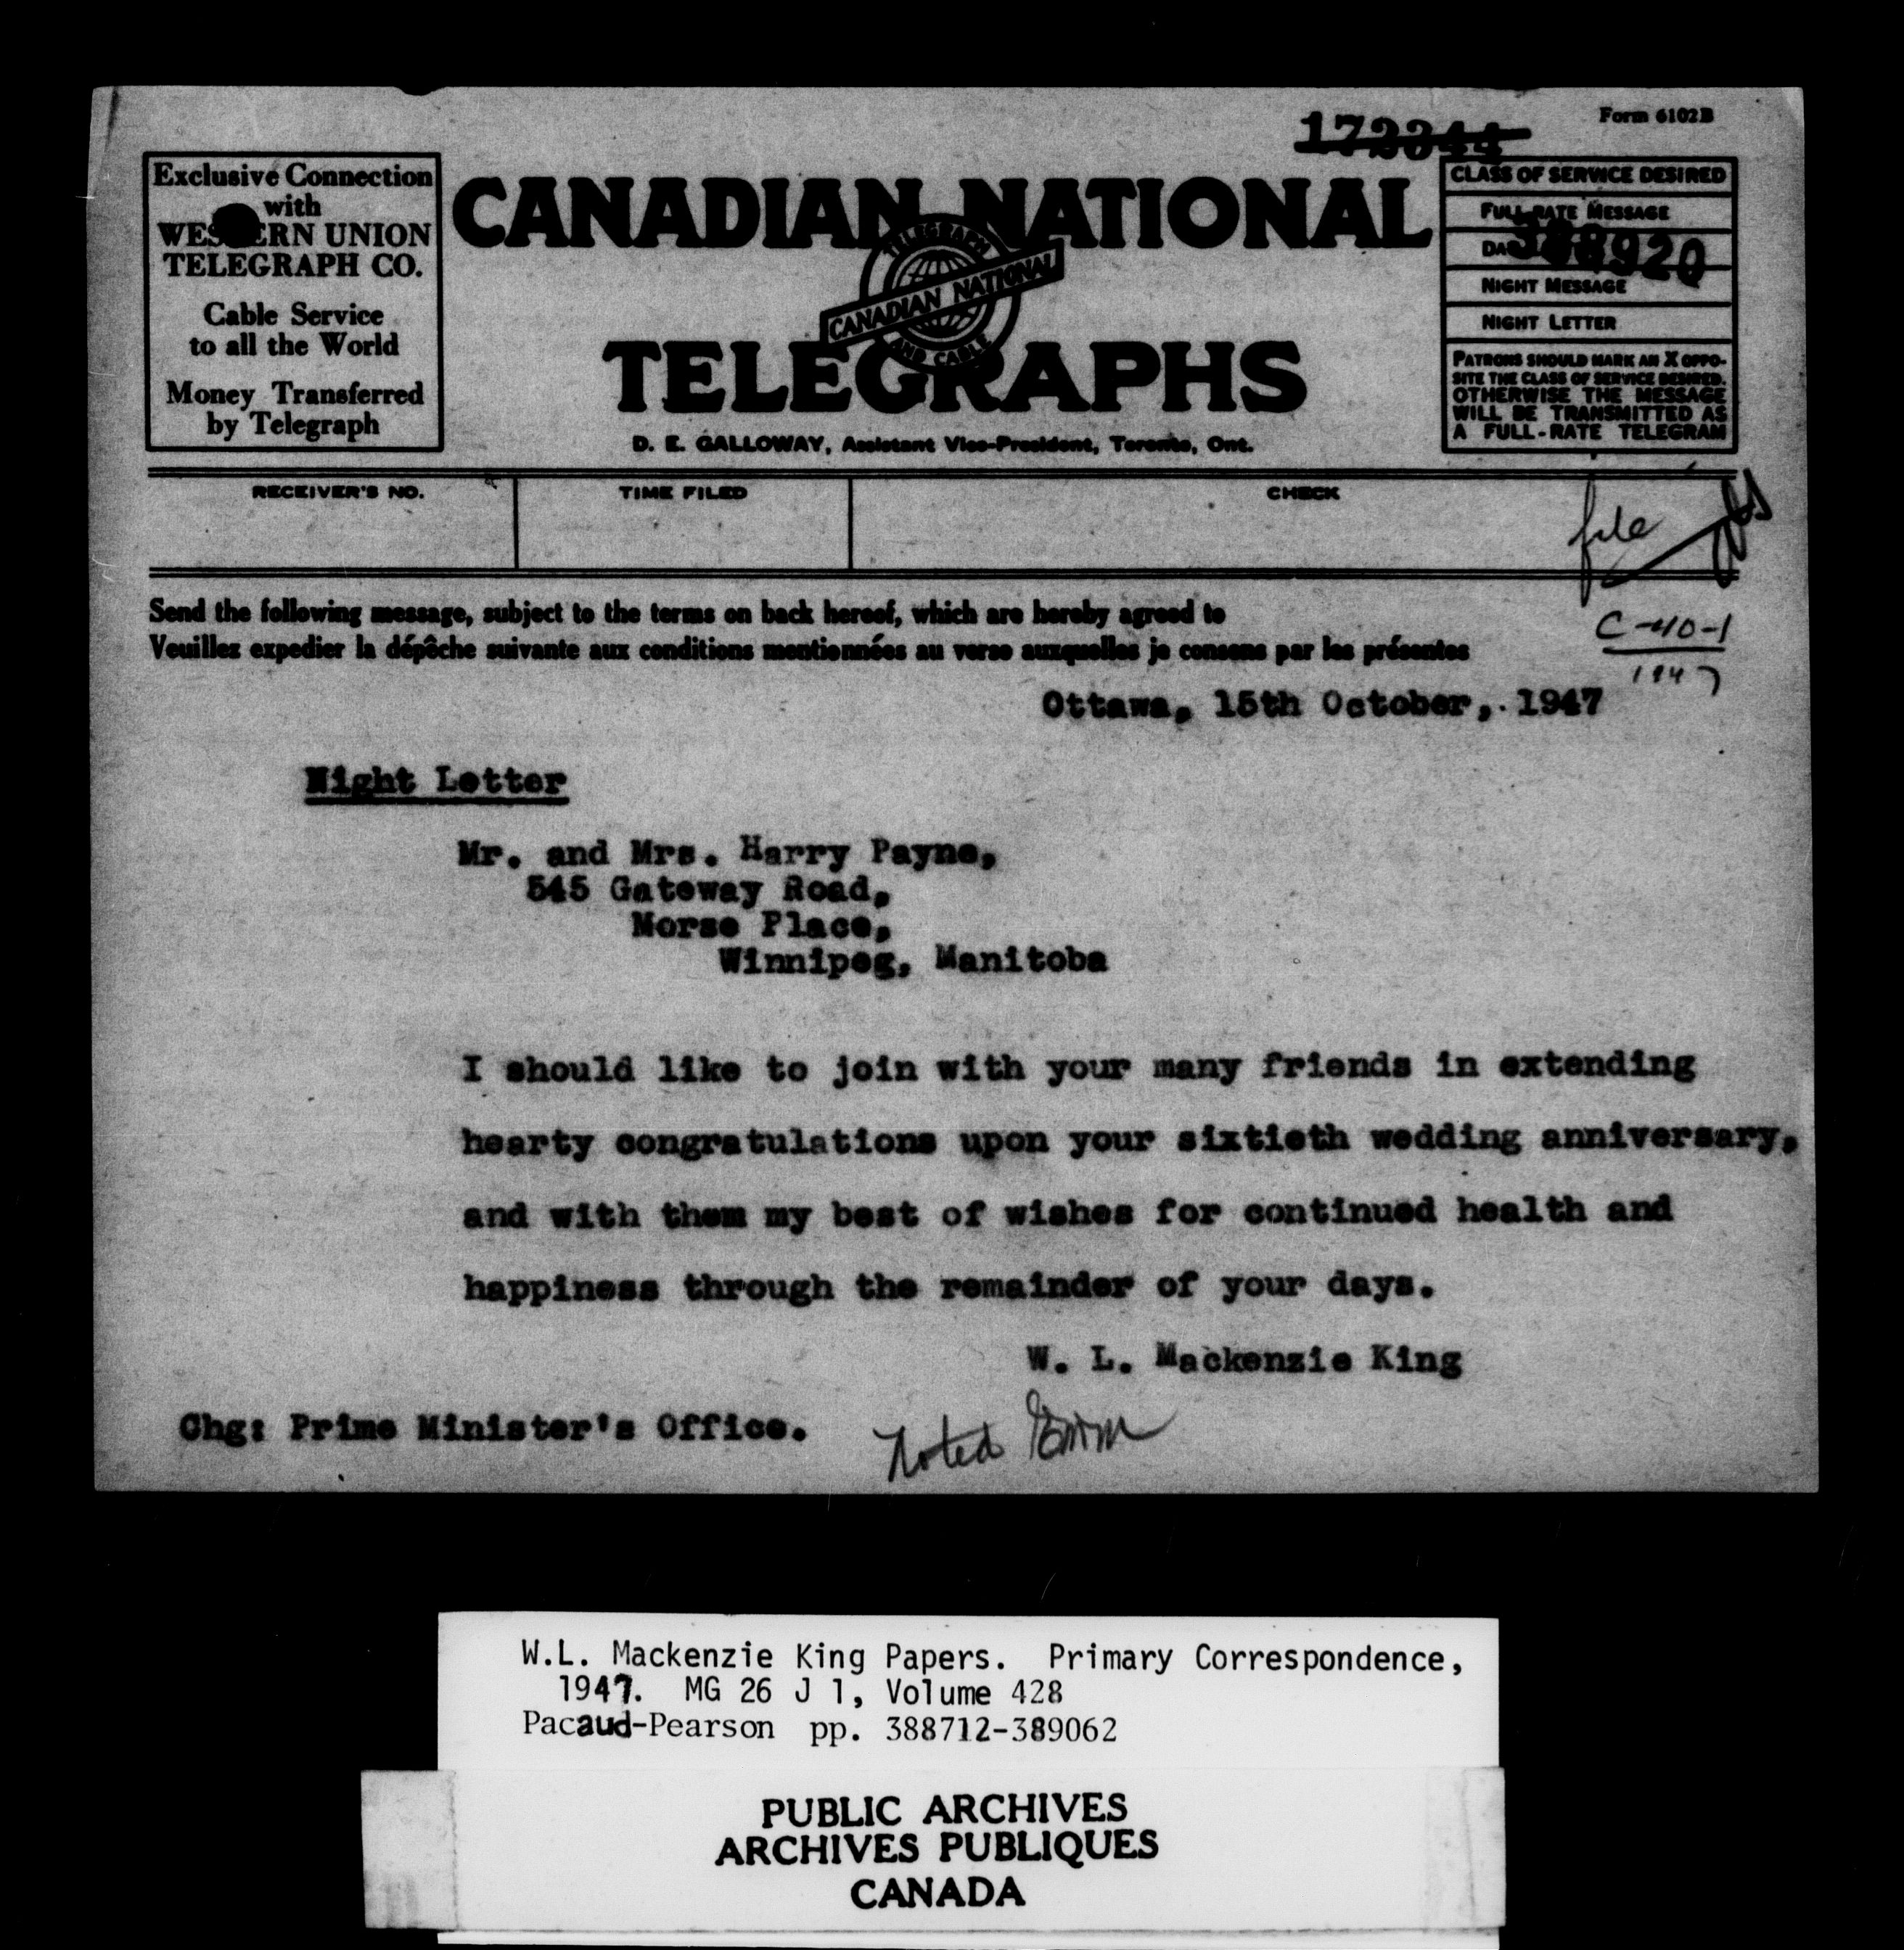 172344
Form 6102B
Exclusive Connection
with
WESTERN UNION
TELEGRAPH CO.
Cable Service
to all the World
Money Transferred
by Telegraph
CANADIAN NATIONAL
TELEGRAPH
CANADIAN NATIONAL
AND CABLE
TELEGRAPHS
D. E. GALLOWAY, Assistant Vice-President, Toronto, Ont.
CLASS OF SERVICE DESIRED
FULL-RATE MESSAGE
DA
388920
NIGHT MESSAGE
NIGHT LETTER
PATRONS SHOULD MARK AN X OPPO-
SITE THE CLASS OF SERVICE DESIRED.
OTHERWISE THE MESSAGE
WILL BE TRANSMITTED AS
A FULL-RATE TELEGRAM
RECEIVER'S NO.
TIME FILED
CHECK
file
Send the following message, subject to the terms on back hereof, which are hereby agreed to
Veuillez expedier la dépêche suivante aux conditions mentionnées au verso auxquelles je consens par les présentes
C-40-1
1947
Ottawa, 15th October, 1947
Night Letter
Mr. and Mrs. Harry Payne,
545 Gateway Road,
Morse Place,
Winnipeg, Manitoba
I should like to join with your many friends in extending
hearty congratulations upon your sixtieth wedding anniversary,
and with them my best of wishes for continued health and
happiness through the remainder of your days.
W. L. Mackenzie King
Chg: Prime Minister's Office.
Noted
W.L. Mackenzie King Papers. Primary Correspondence,
1947. MG 26 J 1, Volume 428
Pacaud-Pearson pp. 388712-389062
PUBLIC ARCHIVES
ARCHIVES PUBLIQUES
CANADA